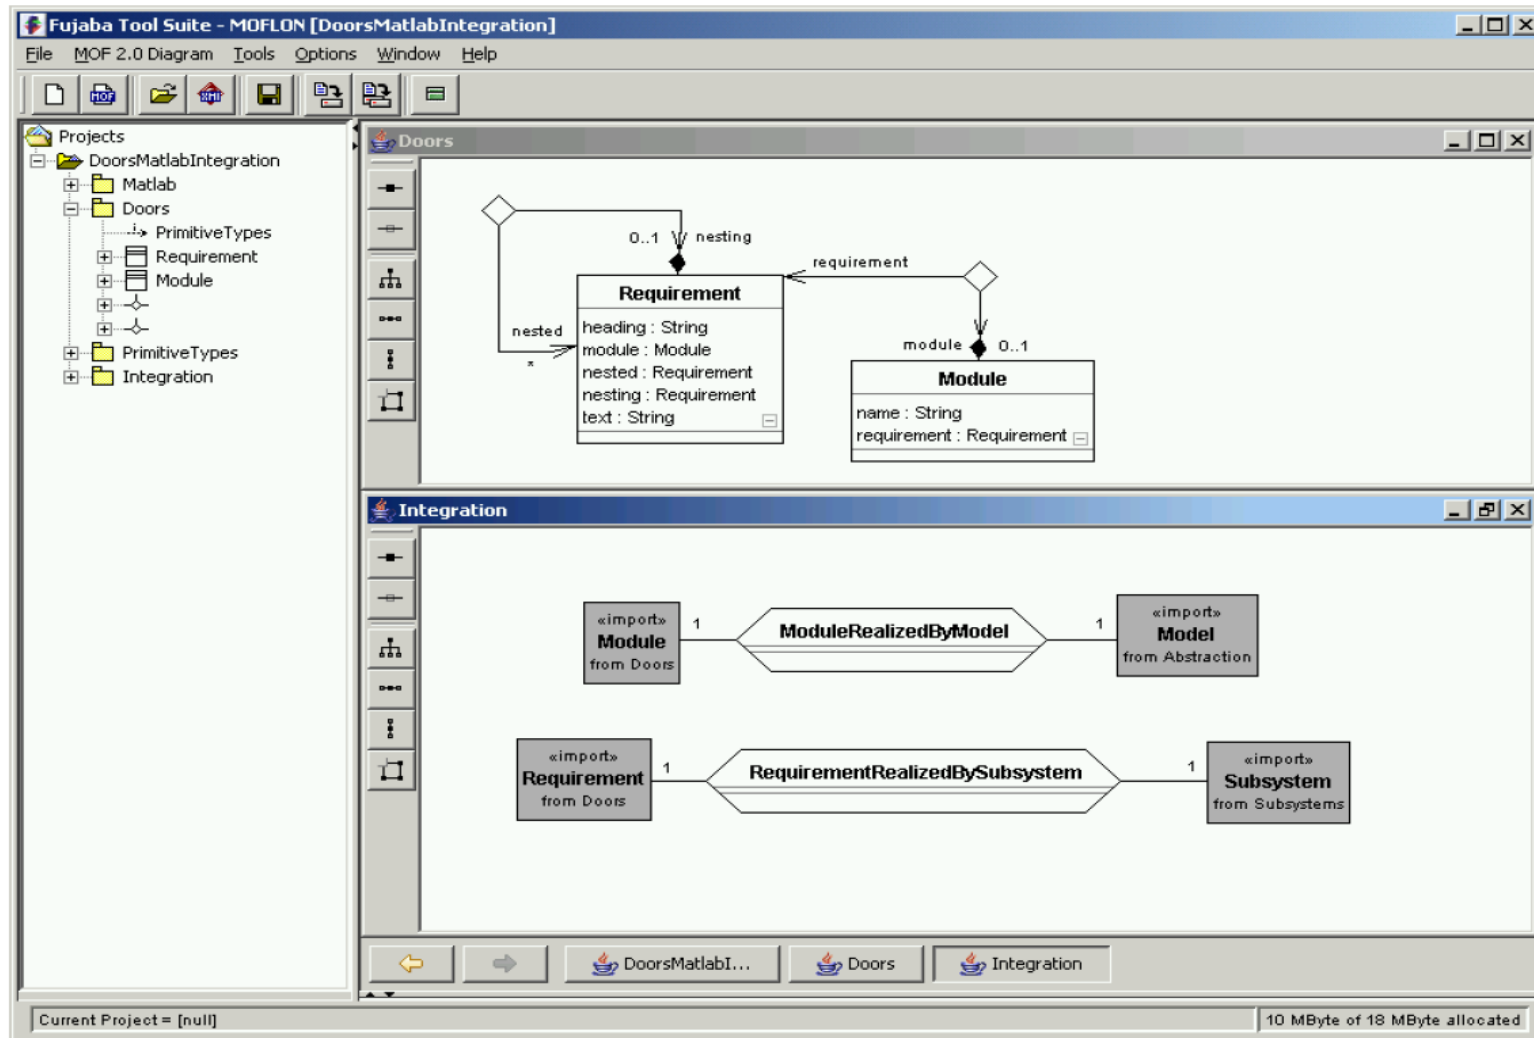 Fujaba Tool Suite - MOFLON [DoorsMatlabIntegration]
File MOF 2.0 Diagram Tools Options Window Help
MOF XMI
Projects
DoorsMatlabIntegration
Matlab
Doors
PrimitiveTypes
Requirement
Module
PrimitiveTypes
Integration
Doors
0..1 nesting
nested
*
Requirement
heading : String
module : Module
nested : Requirement
nesting : Requirement
text : String
requirement
module 0..1
Module
name : String
requirement : Requirement
Integration
«import»
Module
from Doors
1
ModuleRealizedByModel
1
«import»
Model
from Abstraction
«import»
Requirement
from Doors
1
RequirementRealizedBySubsystem
1
«import»
Subsystem
from Subsystems
DoorsMatlabI... Doors Integration
Current Project = [null] 10 MByte of 18 MByte allocated